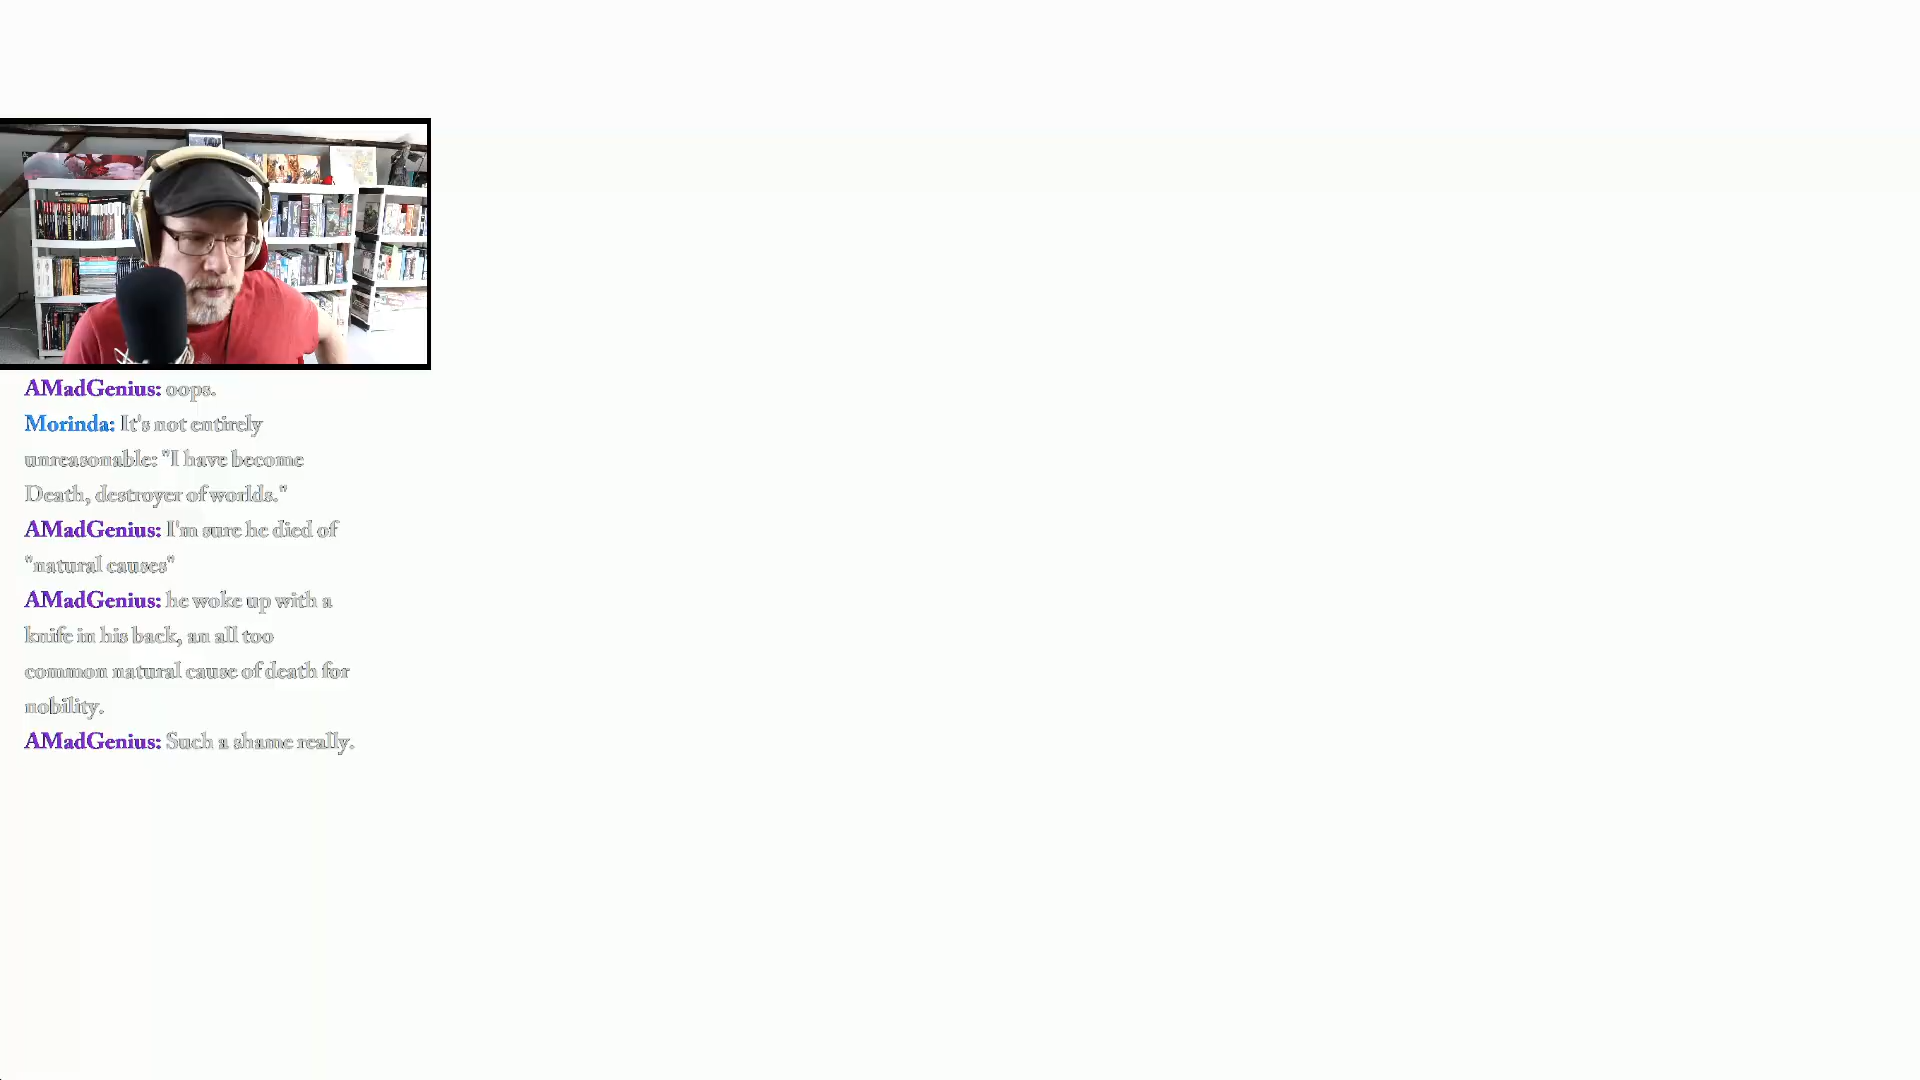 AMadGenius: oops.
Morinda: It's not entirely
unreasonable: "I have become
Death, destroyer of worlds."
AMadGenius: I'm sure he died of
"natural causes"
AMadGenius: he woke up with a
knife in his back, an all too
common natural cause of death for
nobility.
AMadGenius: Such a shame really.